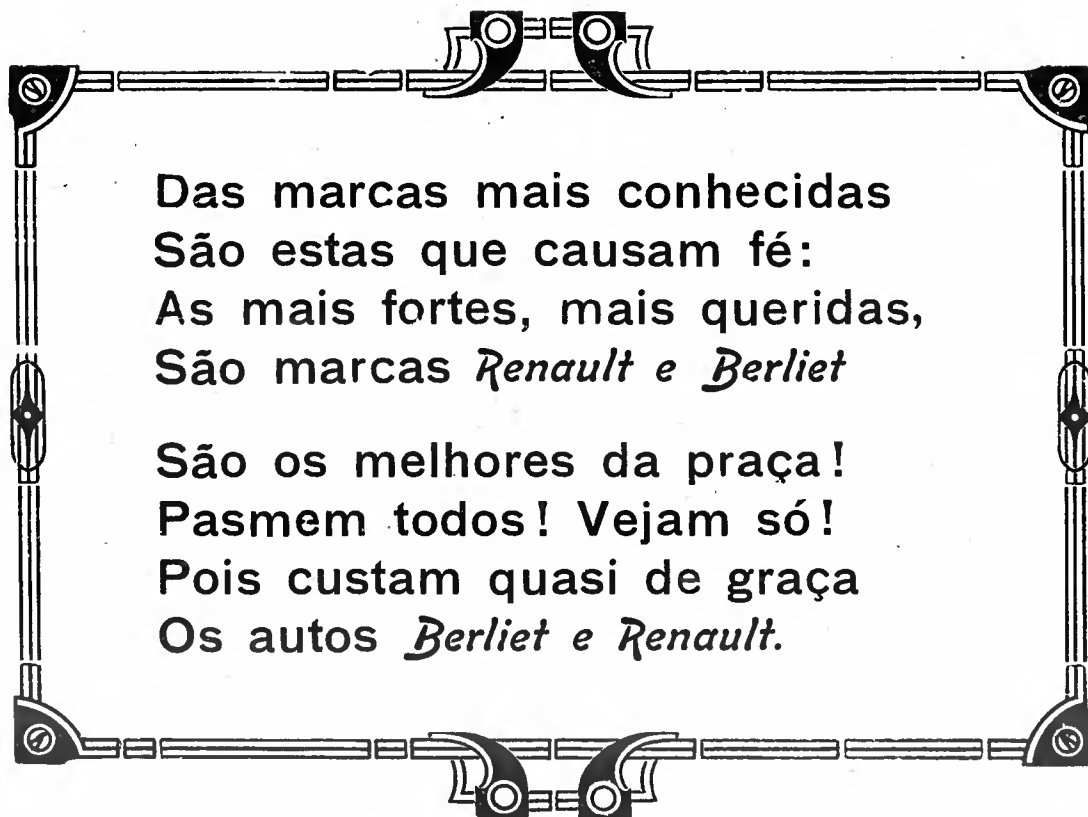 Das marcas mais conhecidas
São estas que causam fé:
As mais fortes, mais queridas,
São marcas Renault e Berliet
São os melhores da praça!
Pasmem todos! Vejam só!
Pois custam quasi de graça
Os autos Berliet e Renault.